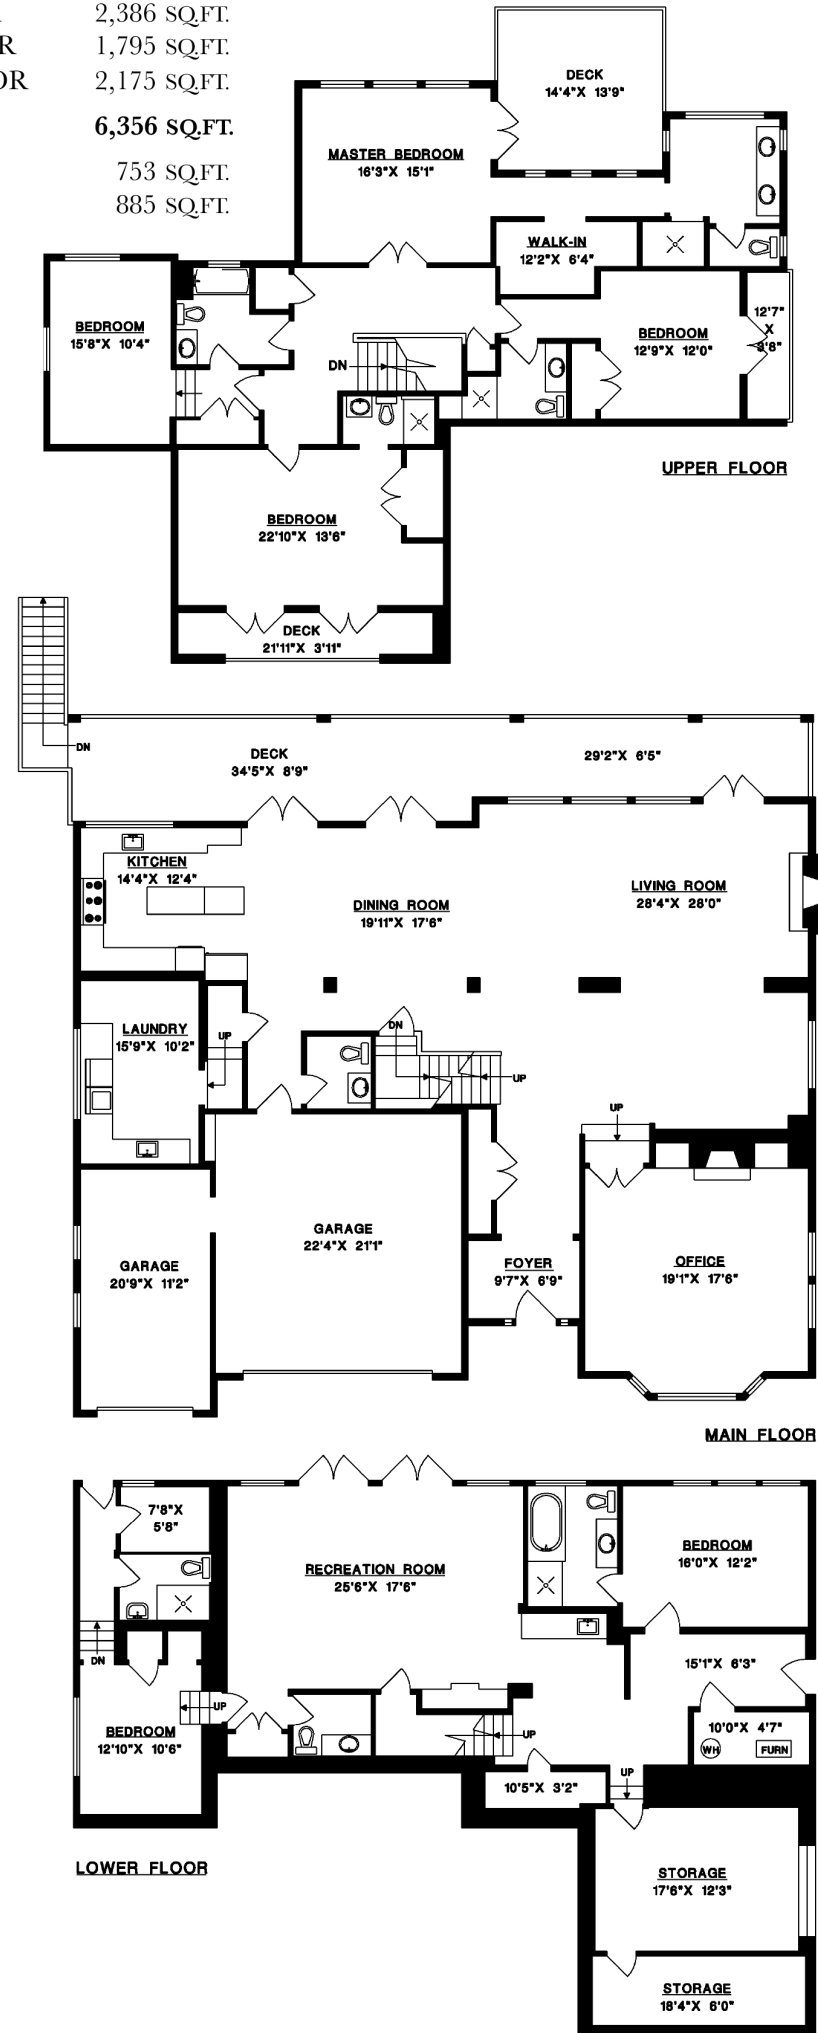 2,386 SQ.FT.
R 1,795 SQ.FT.
OR 2,175 SQ.FT.
6,356 SQ.FT.
753 SQ.FT.
885 SQ.FT.
DECK
14'4"X 13'9"
MASTER BEDROOM
16'3"X 15'1"
WALK-IN
12'2"X 6'4"
BEDROOM
15'8"X 10'4"
BEDROOM
12'9"X 12'0"
12'7"
X
3'8"
DN
BEDROOM
22'10"X 13'6"
DECK
21'11"X 3'11"
UPPER FLOOR
DN
DECK
34'5"X 8'9"
29'2"X 6'5"
KITCHEN
14'4"X 12'4"
DINING ROOM
19'11"X 17'6"
LIVING ROOM
28'4"X 28'0"
LAUNDRY
15'9"X 10'2"
UP
DN
UP
UP
GARAGE
22'4"X 21'1"
GARAGE
20'9"X 11'2"
FOYER
9'7"X 6'9"
OFFICE
19'1"X 17'6"
MAIN FLOOR
7'8"X
5'8"
RECREATION ROOM
25'6"X 17'6"
BEDROOM
16'0"X 12'2"
DN
15'1"X 6'3"
UP
BEDROOM
12'10"X 10'6"
UP
10'0"X 4'7"
WH
FURN
10'5"X 3'2"
UP
STORAGE
17'6"X 12'3"
STORAGE
18'4"X 6'0"
LOWER FLOOR